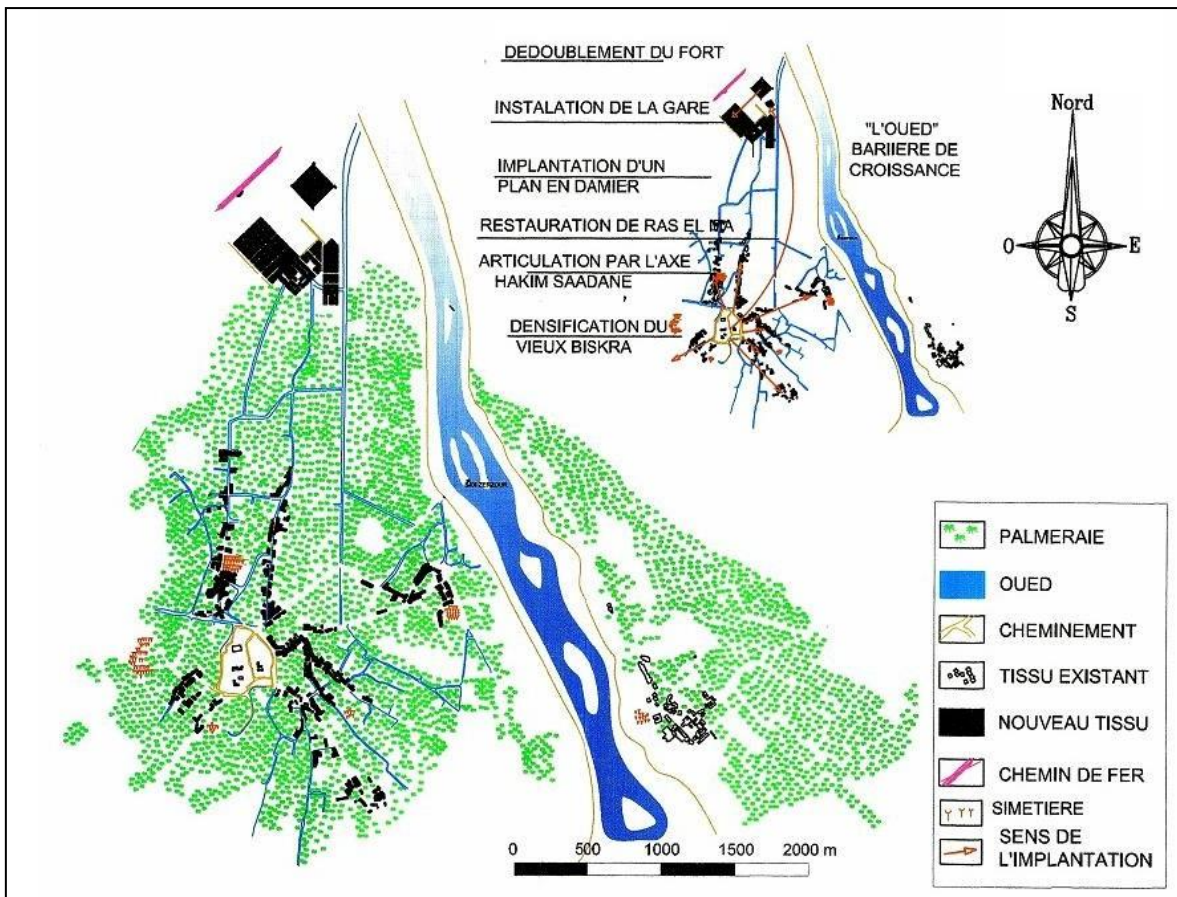 DEDOUBLEMENT DU FORT
INSTALATION DE LA GARE
IMPLANTATION D'UN
PLAN EN DAMIER
RESTAURATION DE RAS EL MA
ARTICULATION PAR L'AXE
HAKIM SAADANE
DENSIFICATION DU
VIEUX BISKRA
"L'OUED"
BARIIERE DE
CROISSANCE
Nord
O
E
S
PALMERAIE
OUED
CHEMINEMENT
TISSU EXISTANT
NOUVEAU TISSU
CHEMIN DE FER
SIMETIERE
SENS DE
L'IMPLANTATION
0 500 1000 1500 2000 m